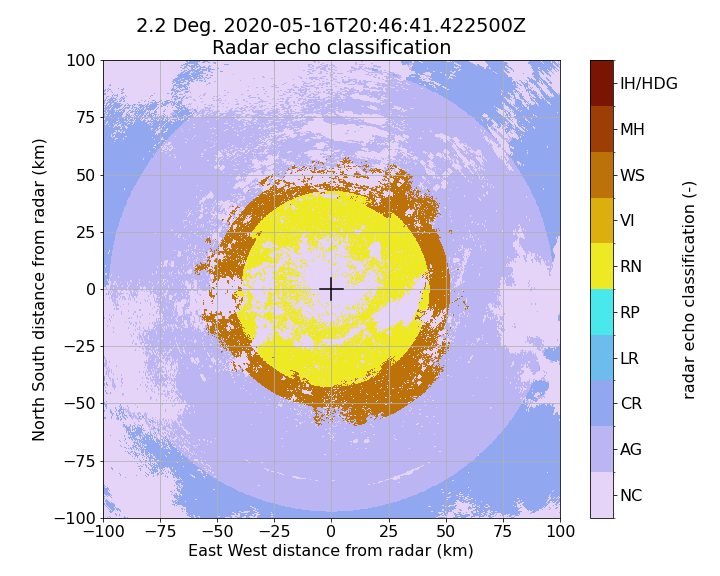 2.2 Deg. 2020-05-16T20:46:41.422500Z
Radar echo classification
North South distance from radar (km)
100
75
50
25
0
−25
−50
−75
−100
−100 −75 −50 −25 0 25 50 75 100
East West distance from radar (km)
IH/HDG
MH
WS
VI
RN
RP
LR
CR
AG
NC
radar echo classification (-)